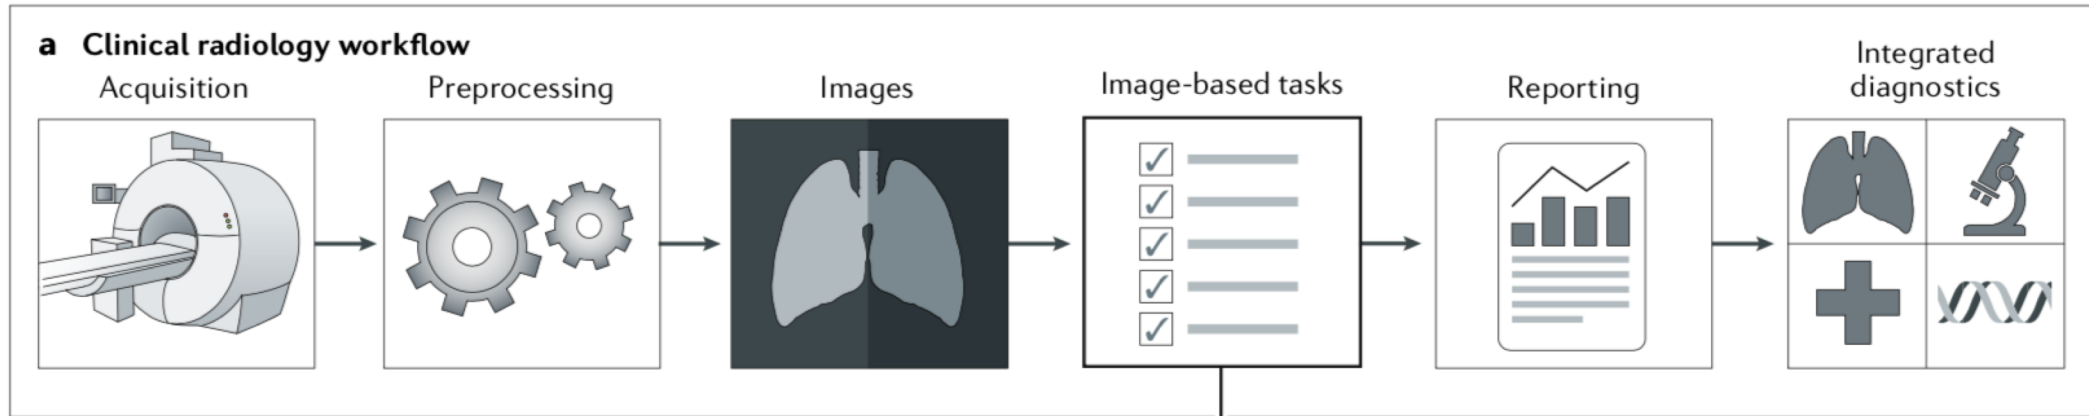 a Clinical radiology workflow
Acquisition
Preprocessing
Images
Image-based tasks
Reporting
Integrated
diagnostics